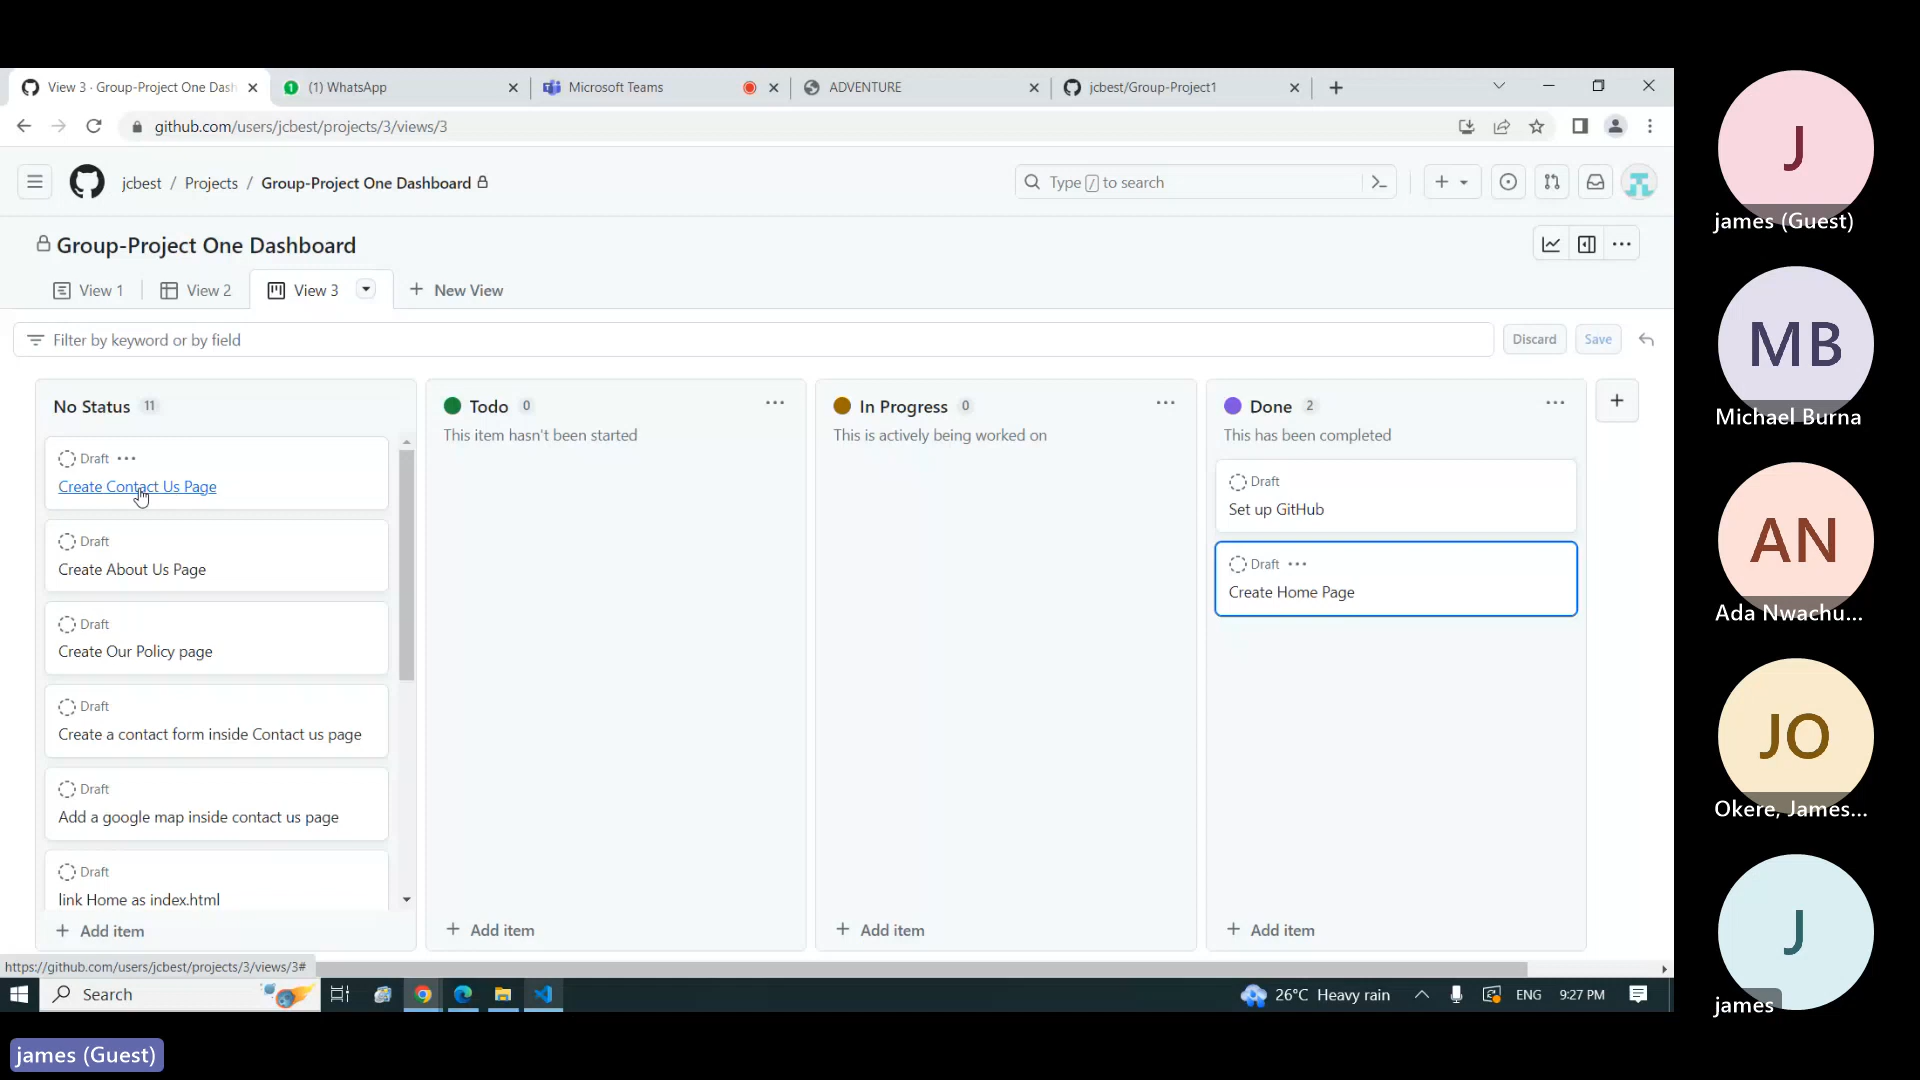 View 3 · Group-Project One Dash
(1) WhatsApp
Microsoft Teams
ADVENTURE
jcbest/Group-Project1
github.com/users/jcbest/projects/3/views/3
jcbest / Projects / Group-Project One Dashboard
Type / to search
Group-Project One Dashboard
View 1
View 2
View 3
New View
Filter by keyword or by field
Discard
Save
No Status 11
Draft
Create Contact Us Page
Draft
Create About Us Page
Draft
Create Our Policy page
Draft
Create a contact form inside Contact us page
Draft
Add a google map inside contact us page
Draft
link Home as index.html
+ Add item
Todo 0
This item hasn't been started
+ Add item
In Progress 0
This is actively being worked on
+ Add item
Done 2
This has been completed
Draft
Set up GitHub
Draft
Create Home Page
+ Add item
https://github.com/users/jcbest/projects/3/views/3#
Search
26°C Heavy rain
ENG
9:27 PM
J
james (Guest)
MB
Michael Burna
AN
Ada Nwachu...
JO
Okere, James...
J
james
james (Guest)